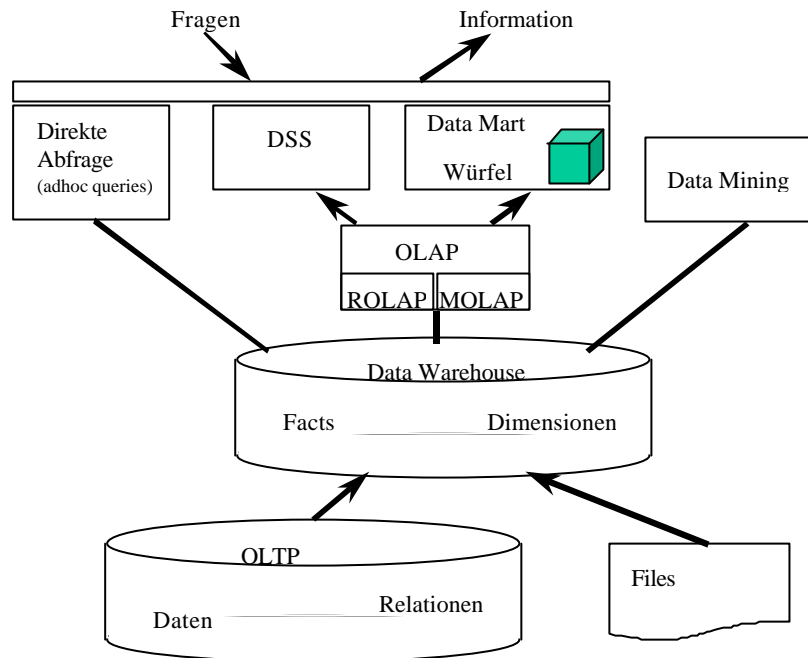 Fragen
Information
Direkte
Abfrage
(adhoc queries)
DSS
Data Mart
Würfel
Data Mining
OLAP
ROLAP
MOLAP
Data Warehouse
Facts
Dimensionen
OLTP
Daten
Relationen
Files